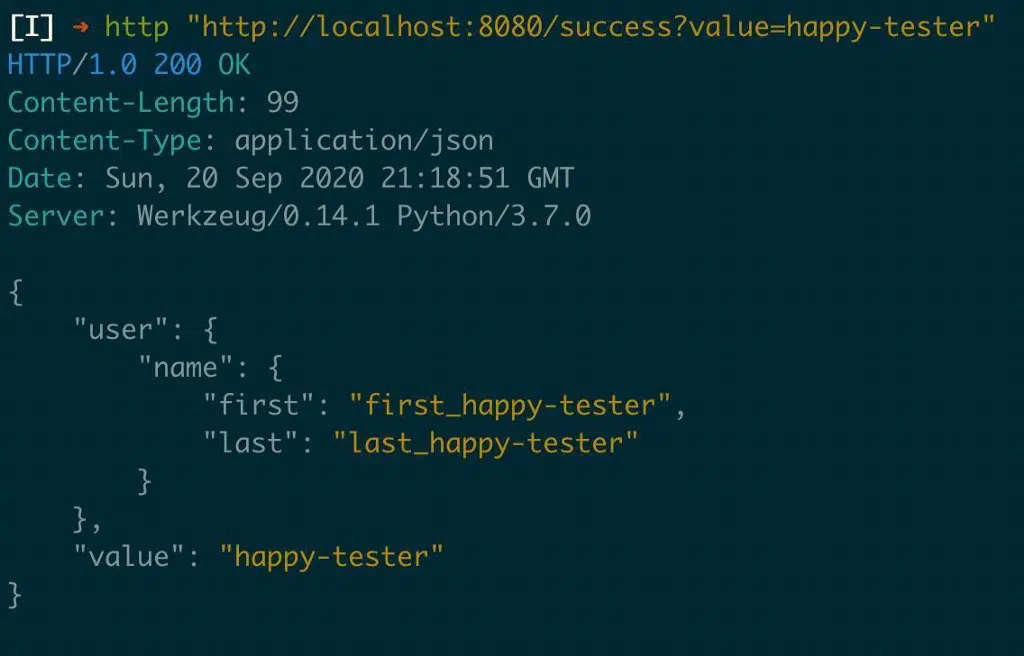 [I] → http "http://localhost:8080/success?value=happy-tester"
HTTP/1.0 200 OK
Content-Length: 99
Content-Type: application/json
Date: Sun, 20 Sep 2020 21:18:51 GMT
Server: Werkzeug/0.14.1 Python/3.7.0

{
    "user": {
        "name": {
            "first": "first_happy-tester",
            "last": "last_happy-tester"
        }
    },
    "value": "happy-tester"
}